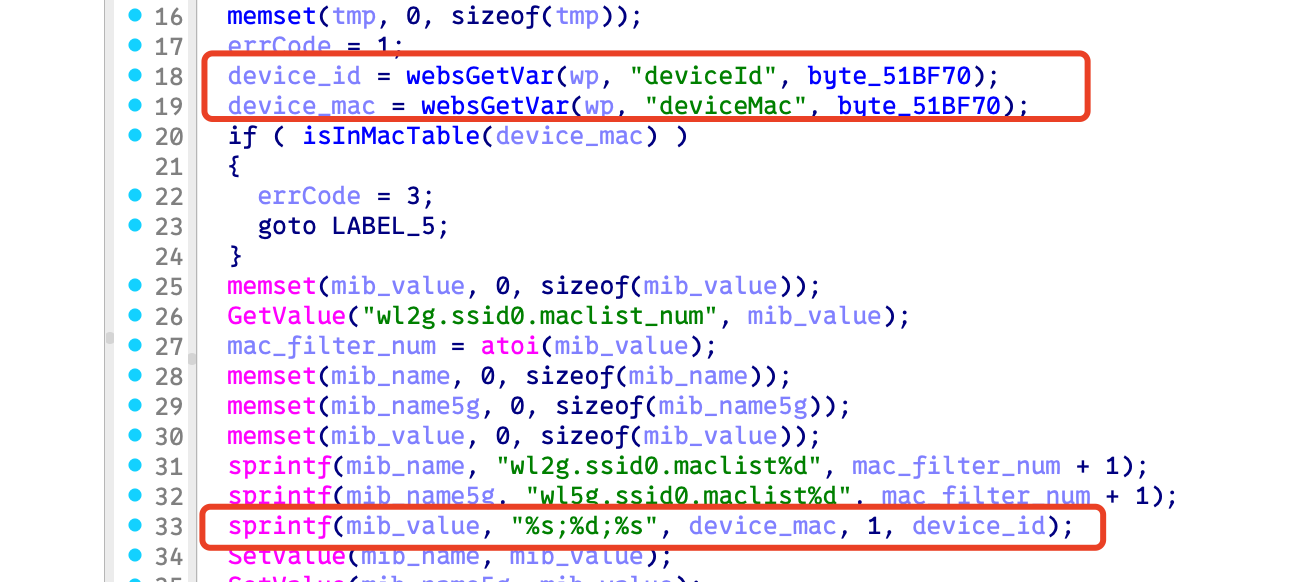 16 memset(tmp, 0, sizeof(tmp));
17 errCode = 1;
18 device_id = websGetVar(wp, "deviceId", byte_51BF70);
19 device_mac = websGetVar(wp, "deviceMac", byte_51BF70);
20 if ( isInMacTable(device_mac) )
21 {
22 errCode = 3;
23 goto LABEL_5;
24 }
25 memset(mib_value, 0, sizeof(mib_value));
26 GetValue("wl2g.ssid0.maclist_num", mib_value);
27 mac_filter_num = atoi(mib_value);
28 memset(mib_name, 0, sizeof(mib_name));
29 memset(mib_name5g, 0, sizeof(mib_name5g));
30 memset(mib_value, 0, sizeof(mib_value));
31 sprintf(mib_name, "wl2g.ssid0.maclist%d", mac_filter_num + 1);
32 sprintf(mib_name5g, "wl5g.ssid0.maclist%d", mac_filter_num + 1);
33 sprintf(mib_value, "%s;%d;%s", device_mac, 1, device_id);
34 SetValue(mib_name, mib_value);
35 SetValue(mib_name5g, mib_value);